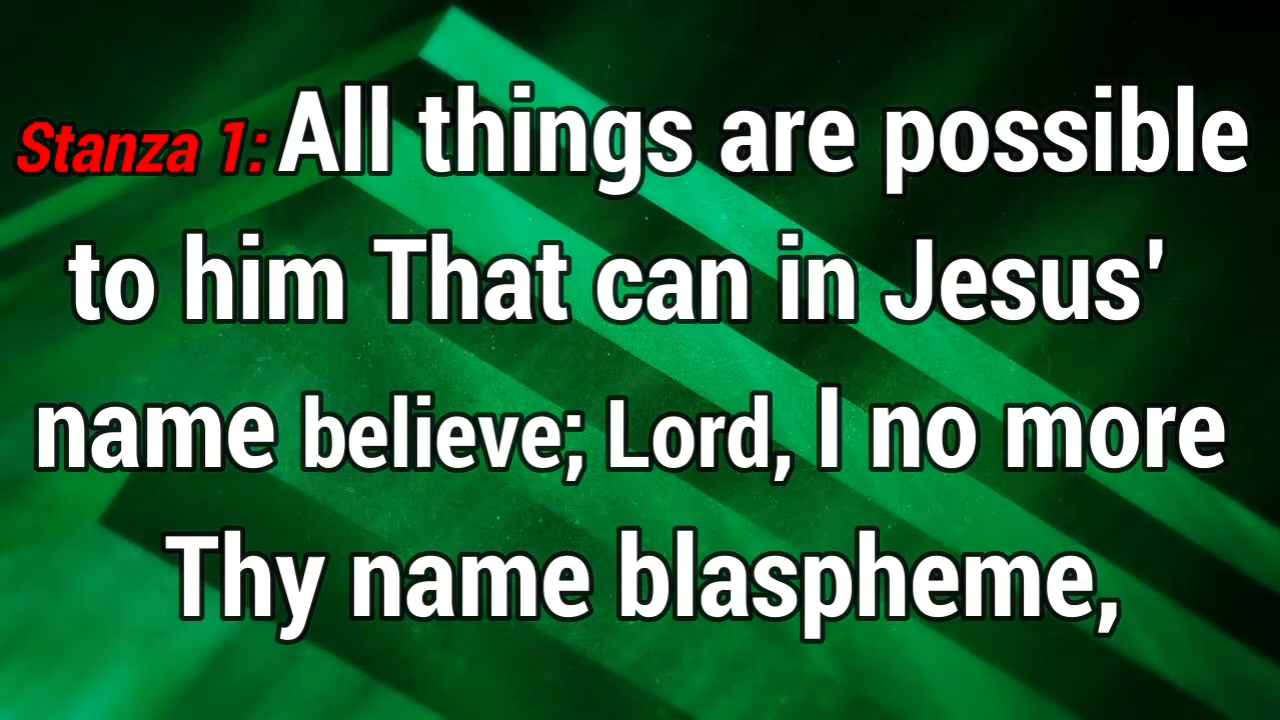 Stanza 1: All things are possible
to him That can in Jesus'
name believe; Lord, I no more
Thy name blaspheme,